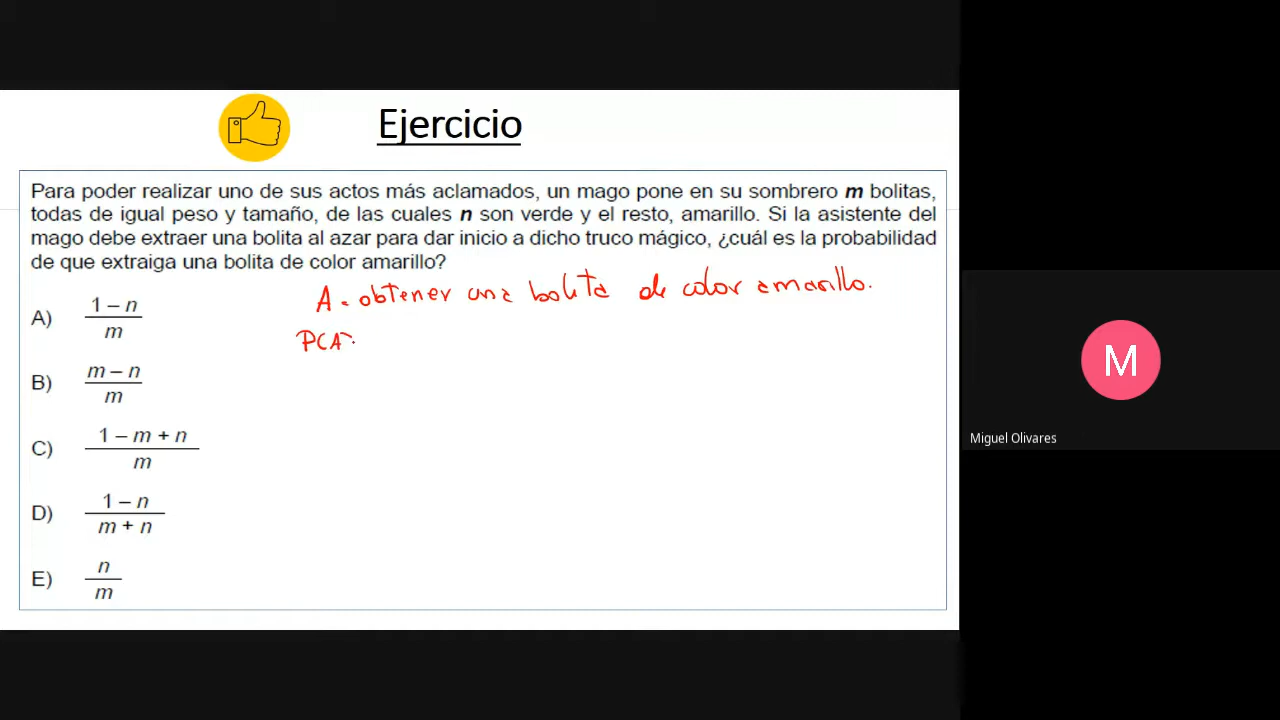 Ejercicio
Para poder realizar uno de sus actos más aclamados, un mago pone en su sombrero m bolitas,
todas de igual peso y tamaño, de las cuales n son verde y el resto, amarillo. Si la asistente del
mago debe extraer una bolita al azar para dar inicio a dicho truco mágico, ¿cuál es la probabilidad
de que extraiga una bolita de color amarillo?
A = obtener una bolita de color amarillo.
P(A)
A) 1 – n
m
B) m – n
m
C) 1 – m + n
m
D) 1 – n
m + n
E) n
m
M
Miguel Olivares